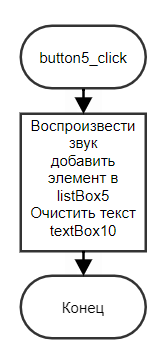 button5_click
Воспроизвести
звук
добавить
элемент в
listBox5
Очистить текст
textBox10
Конец